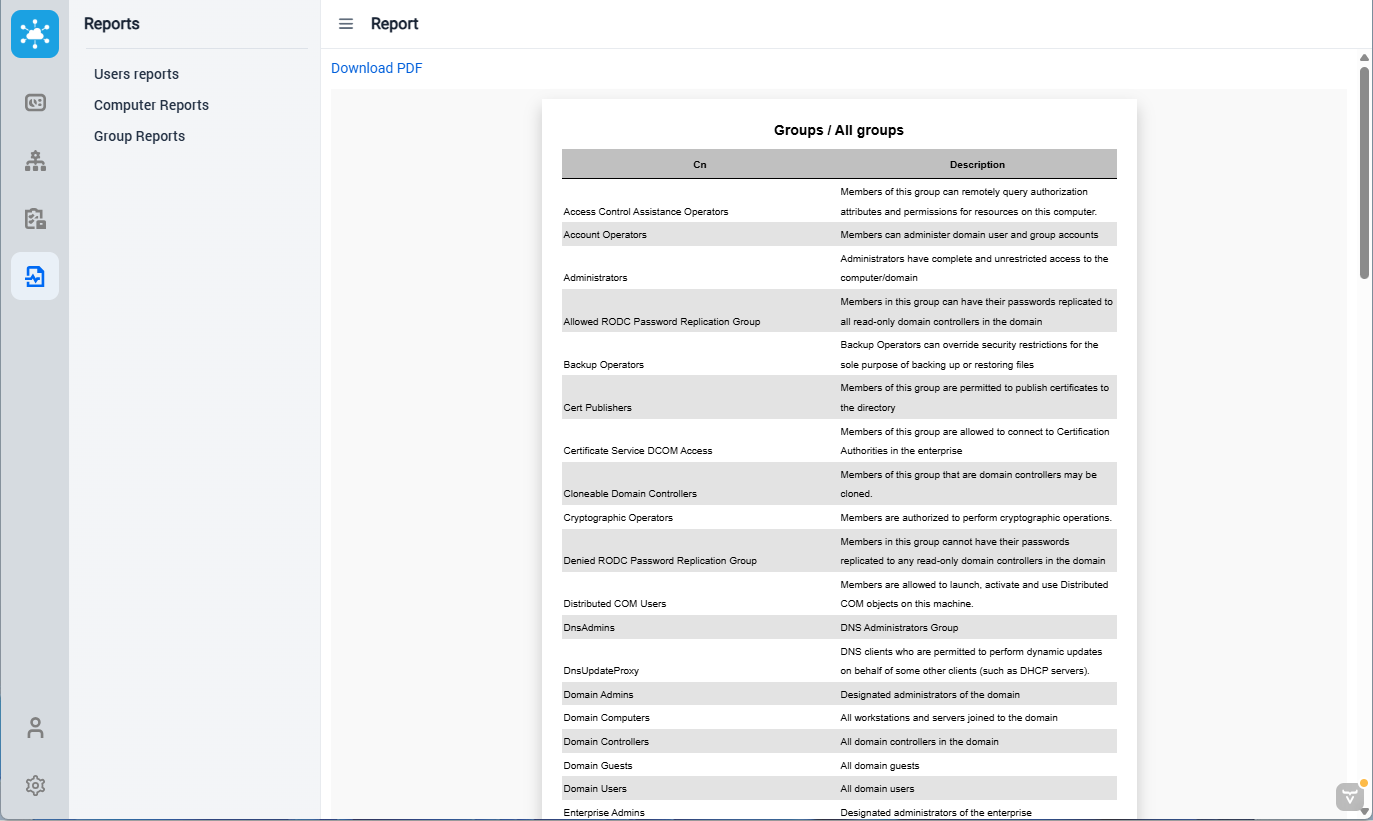 Reports
Users reports
Computer Reports
Group Reports
Report
Download PDF
Groups / All groups
Cn Description
Members of this group can remotely query authorization
Access Control Assistance Operators attributes and permissions for resources on this computer.
Account Operators Members can administer domain user and group accounts
Administrators have complete and unrestricted access to the
Administrators computer/domain
Members in this group can have their passwords replicated to
Allowed RODC Password Replication Group all read-only domain controllers in the domain
Backup Operators can override security restrictions for the
Backup Operators sole purpose of backing up or restoring files
Members of this group are permitted to publish certificates to
Cert Publishers the directory
Members of this group are allowed to connect to Certification
Certificate Service DCOM Access Authorities in the enterprise
Members of this group that are domain controllers may be
Cloneable Domain Controllers cloned.
Cryptographic Operators Members are authorized to perform cryptographic operations.
Members in this group cannot have their passwords
Denied RODC Password Replication Group replicated to any read-only domain controllers in the domain
Members are allowed to launch, activate and use Distributed
Distributed COM Users COM objects on this machine.
DnsAdmins DNS Administrators Group
DNS clients who are permitted to perform dynamic updates
DnsUpdateProxy on behalf of some other clients (such as DHCP servers).
Domain Admins Designated administrators of the domain
Domain Computers All workstations and servers joined to the domain
Domain Controllers All domain controllers in the domain
Domain Guests All domain guests
Domain Users All domain users
Enterprise Admins Designated administrators of the enterprise